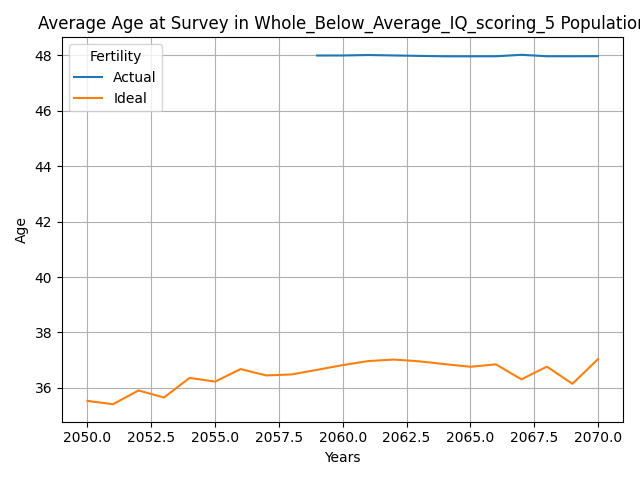 Average Age at Survey in Whole_Below_Average_IQ_scoring_5 Population
Fertility
Actual
Ideal
48
46
44
42
40
38
36
Age
2050.0 2052.5 2055.0 2057.5 2060.0 2062.5 2065.0 2067.5 2070.0
Years